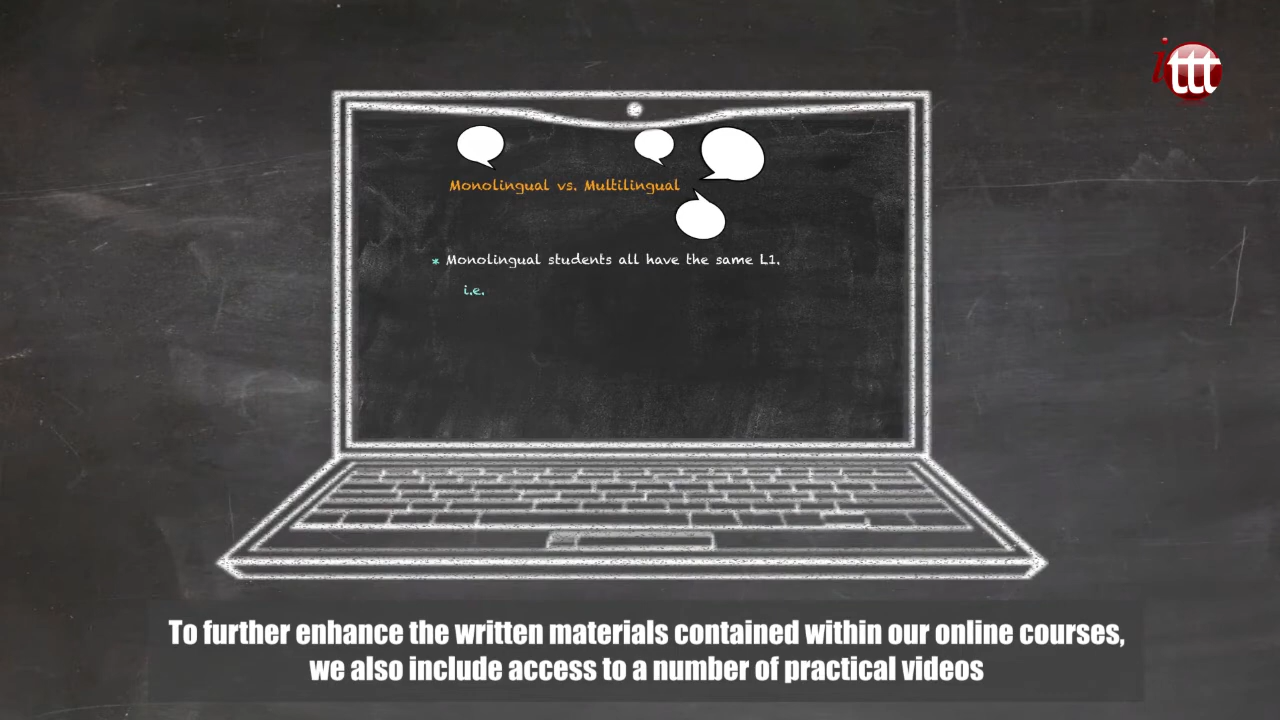 ittt
Monolingual vs. Multilingual
* Monolingual students all have the same L1.
i.e.
To further enhance the written materials contained within our online courses,
we also include access to a number of practical videos